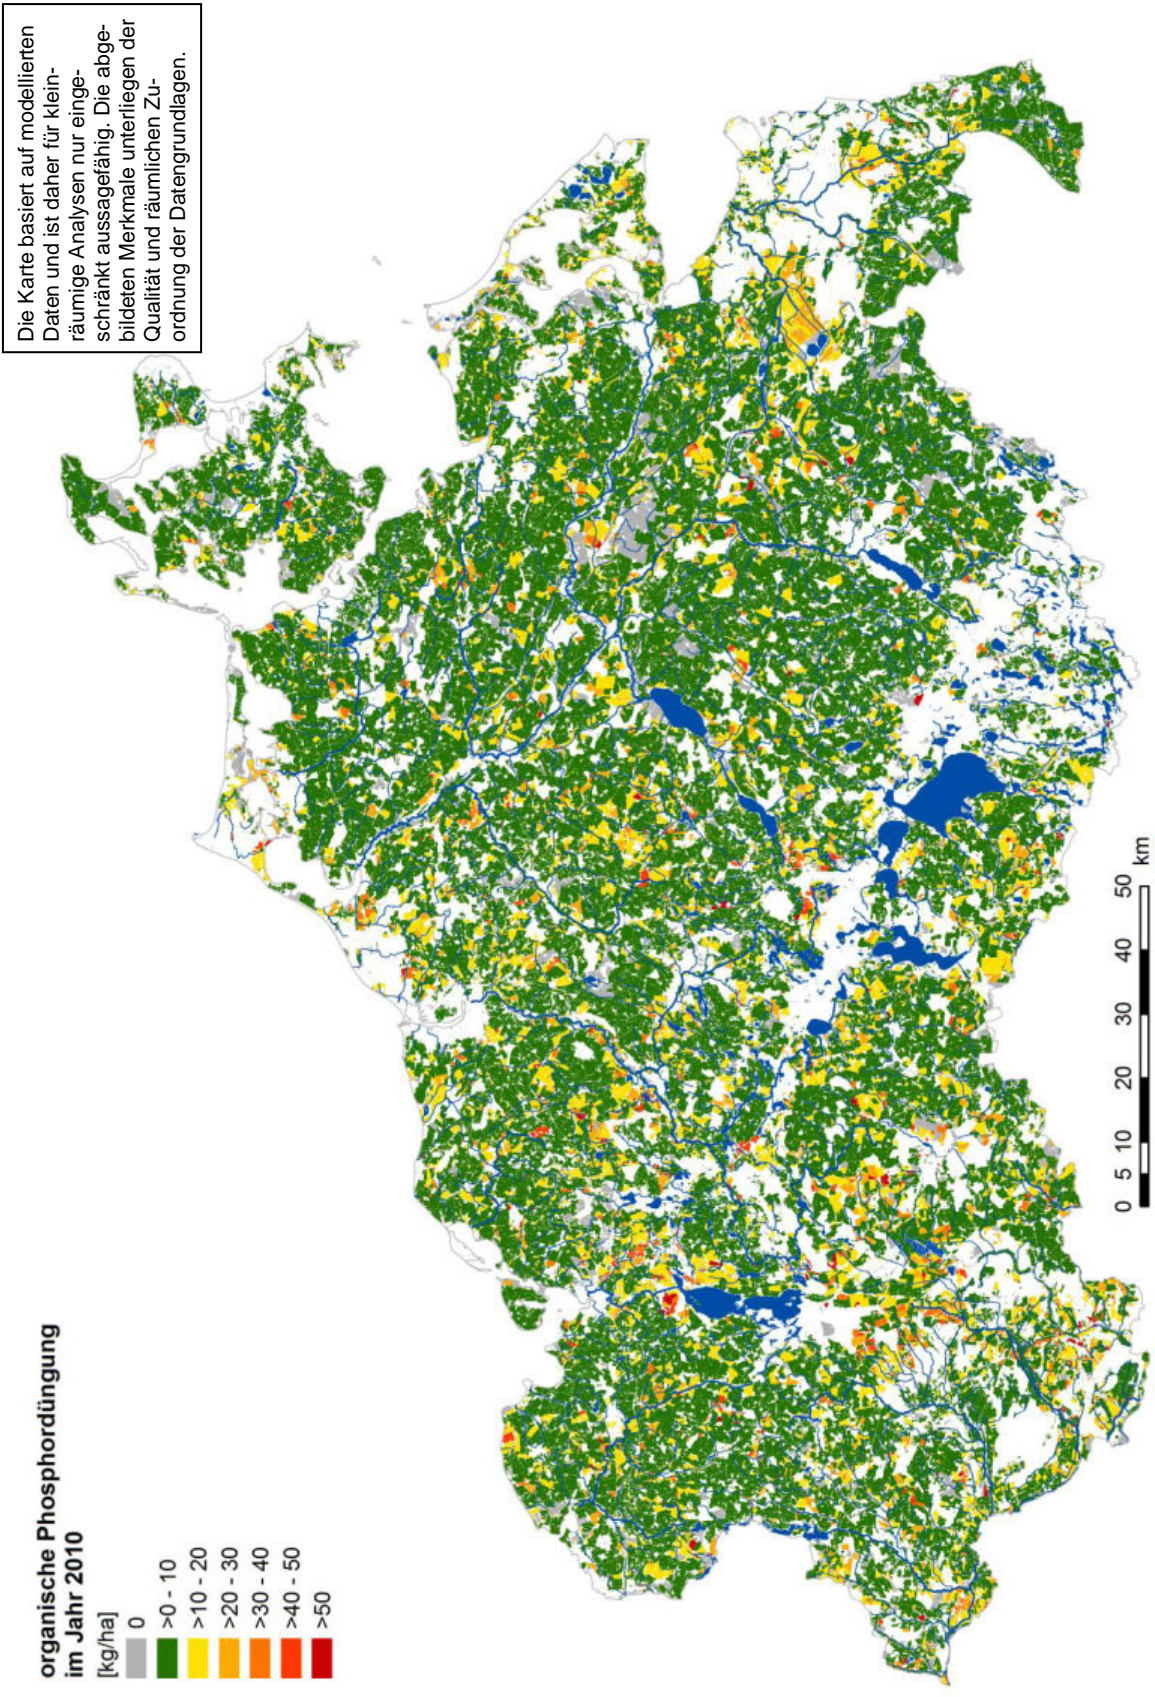 organische Phosphordüngung
im Jahr 2010
[kg/ha]
0
>0 - 10
>10 - 20
>20 - 30
>30 - 40
>40 - 50
>50
Die Karte basiert auf modellierten
Daten und ist daher für klein-
räumige Analysen nur einge-
schränkt aussagefähig. Die abge-
bildeten Merkmale unterliegen der
Qualität und räumlichen Zu-
ordnung der Datengrundlagen.
0 5 10 20 30 40 50 km